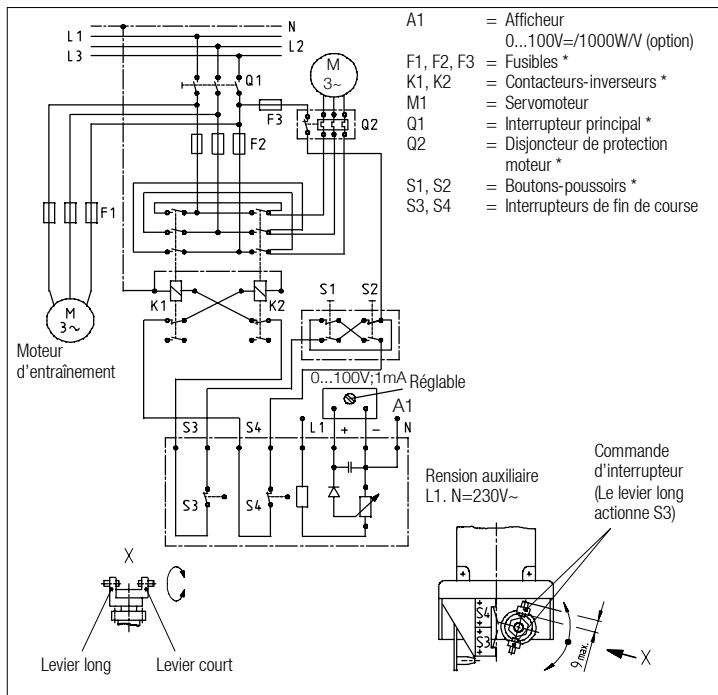 N
L1
L2
L3
Q1
M
3~
F3
Q2
F2
F1
K1
K2
S1
S2
M
3~
Moteur
d'entraînement
0...100V;1mA
Réglable
A1
S3
S4
L1
+
−
N
S3
S4
Rension auxiliaire
L1. N=230V~
A1 = Afficheur
0...100V=/1000W/V (option)
F1, F2, F3 = Fusibles *
K1, K2 = Contacteurs-inverseurs *
M1 = Servomoteur
Q1 = Interrupteur principal *
Q2 = Disjoncteur de protection
moteur *
S1, S2 = Boutons-poussoirs *
S3, S4 = Interrupteurs de fin de course
Commande
d'interrupteur
(Le levier long
actionne S3)
X
Levier long
Levier court
S4
S3
9 max.
X